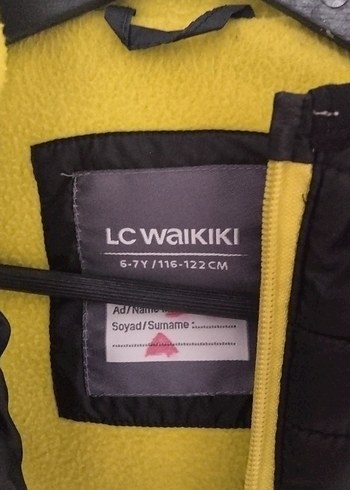 LC WAIKIKI
6-7Y / 116-122 CM
Ad/Name
Soyad/Surname :